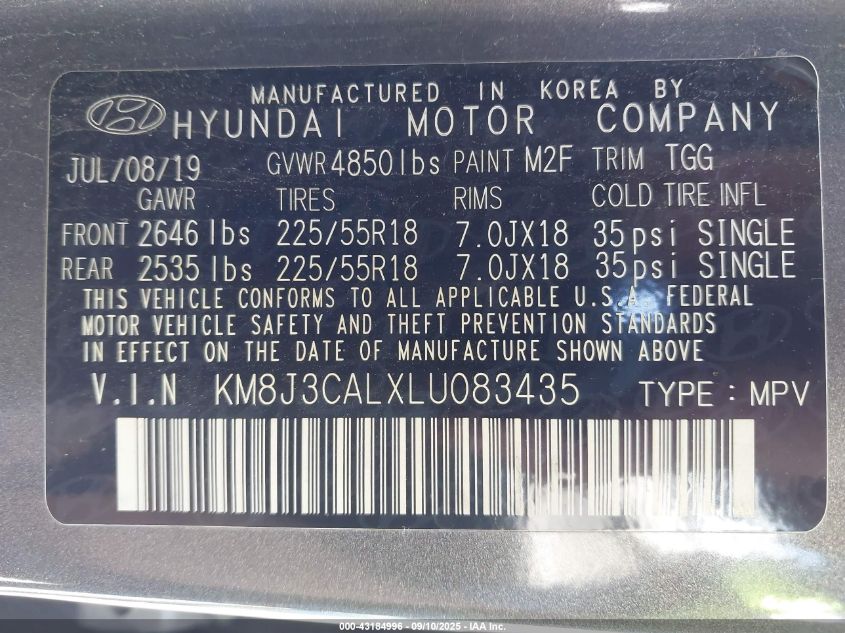 MANUFACTURED IN KOREA BY
HYUNDAI MOTOR COMPANY
JUL/08/19 GVWR 4850lbs PAINT M2F TRIM TGG
GAWR TIRES RIMS COLD TIRE INFL
FRONT 2646 lbs 225/55R18 7.0JX18 35psi SINGLE
REAR 2535 lbs 225/55R18 7.0JX18 35psi SINGLE
THIS VEHICLE CONFORMS TO ALL APPLICABLE U.S.A. FEDERAL
MOTOR VEHICLE SAFETY AND THEFT PREVENTION STANDARDS
IN EFFECT ON THE DATE OF MANUFACTURE SHOWN ABOVE
V.I.N KM8J3CALXLU083435 TYPE : MPV
000-43184996 - 09/10/2025 - IAA Inc.